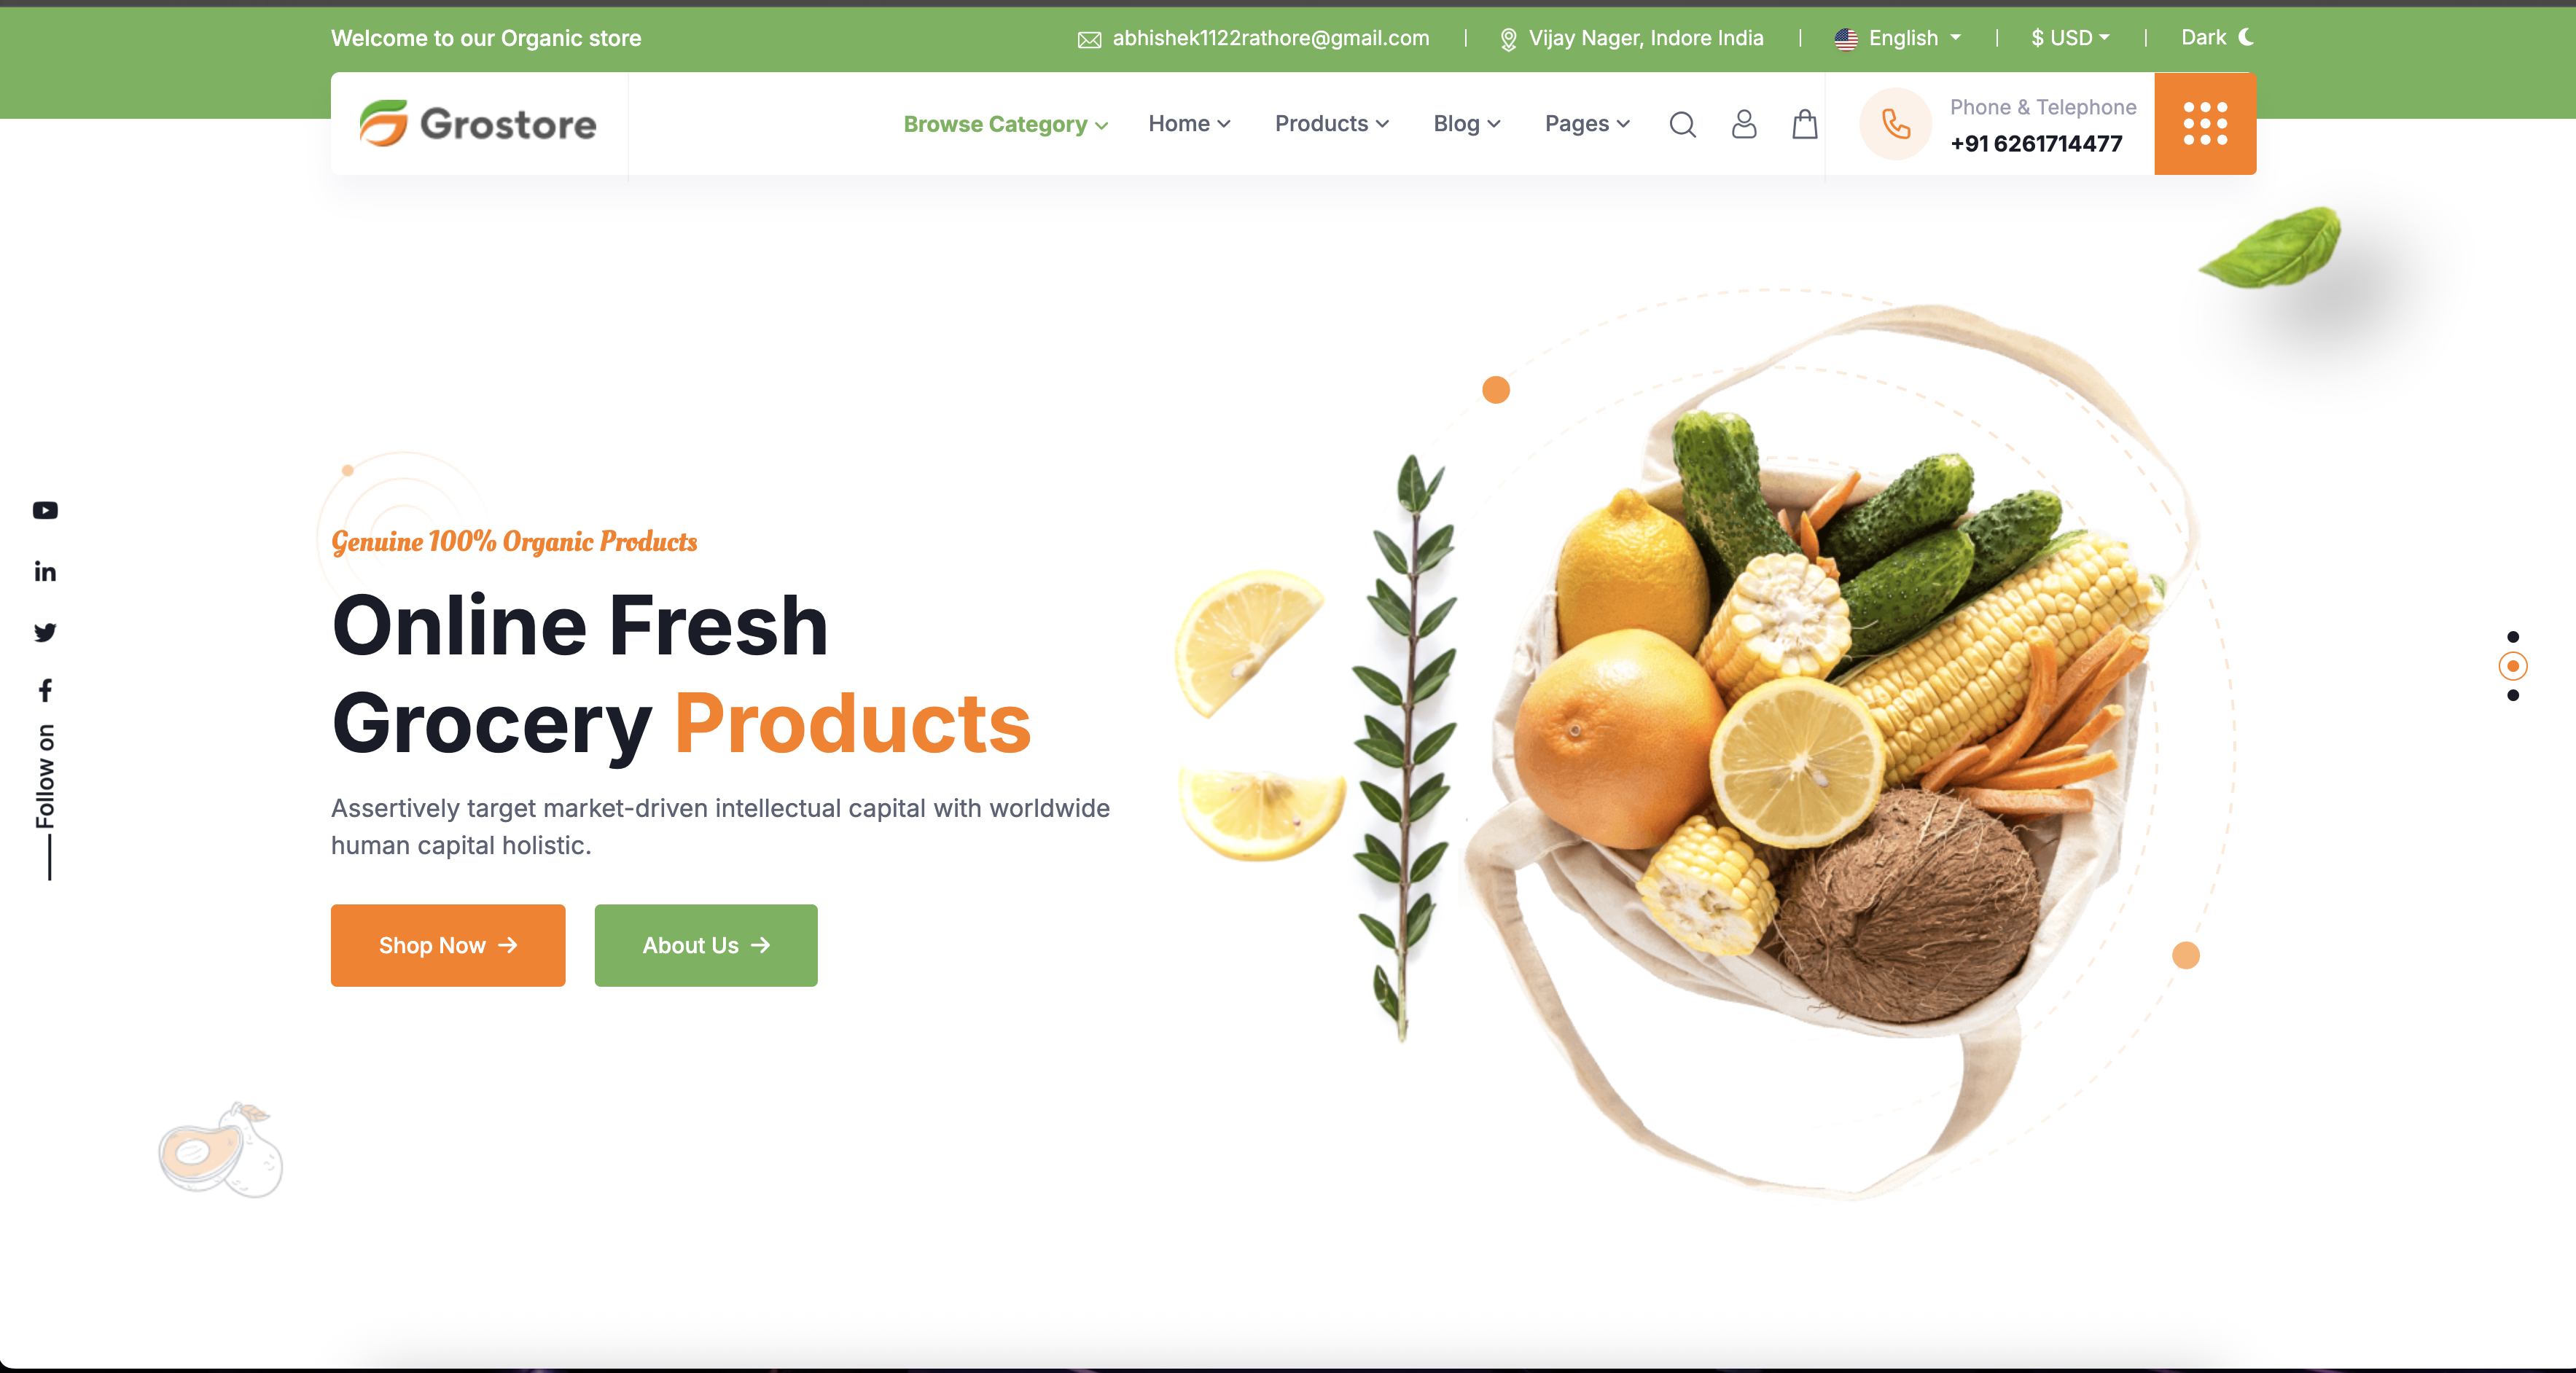 Welcome to our Organic store
abhishek1122rathore@gmail.com
Vijay Nager, Indore India
English
$ USD
Dark
Grostore
Browse Category
Home
Products
Blog
Pages
Phone & Telephone
+91 6261714477
Genuine 100% Organic Products
Online Fresh
Grocery Products
Assertively target market-driven intellectual capital with worldwide
human capital holistic.
Shop Now
About Us
Follow on